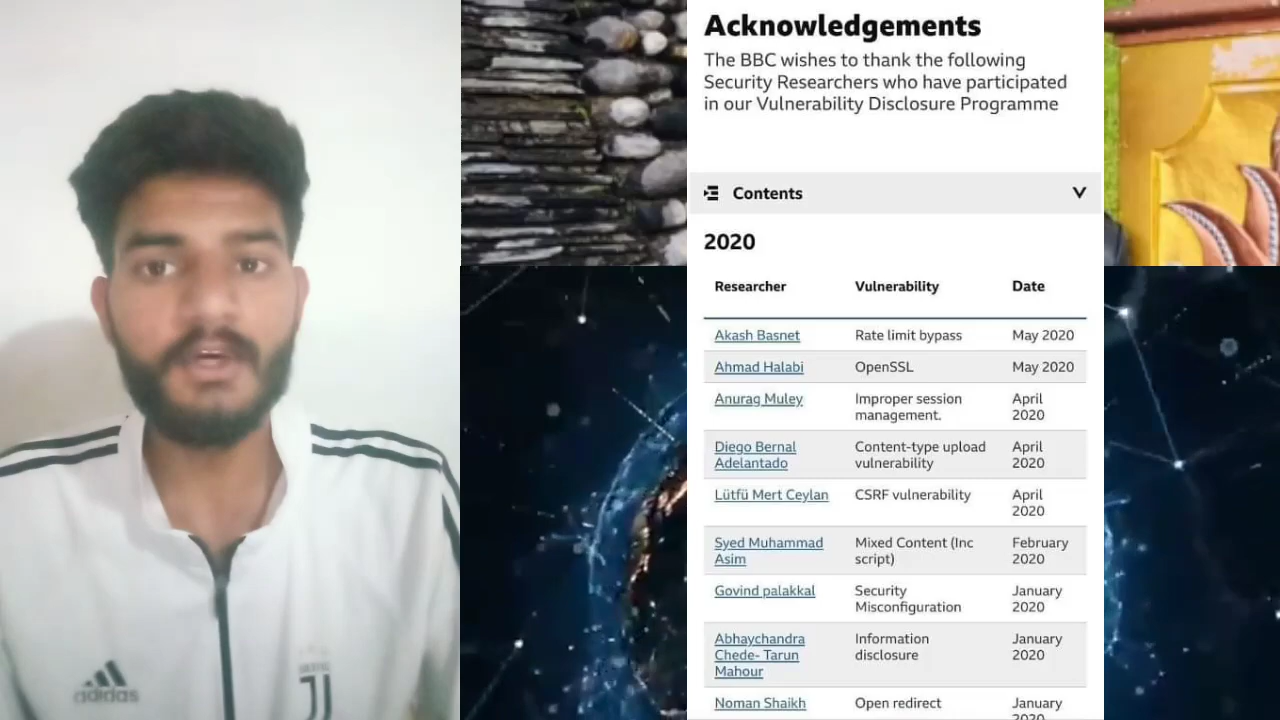 Acknowledgements
The BBC wishes to thank the following
Security Researchers who have participated
in our Vulnerability Disclosure Programme
Contents
2020
Researcher Vulnerability Date
Akash Basnet Rate limit bypass May 2020
Ahmad Halabi OpenSSL May 2020
Anurag Muley Improper session April
management. 2020
Diego Bernal Content-type upload April
Adelantado vulnerability 2020
Lütfü Mert Ceylan CSRF vulnerability April
2020
Syed Muhammad Mixed Content (Inc February
Asim script) 2020
Govind palakkal Security January
Misconfiguration 2020
Abhaychandra Information January
Chede- Tarun disclosure 2020
Mahour
Noman Shaikh Open redirect January
2020
adidas